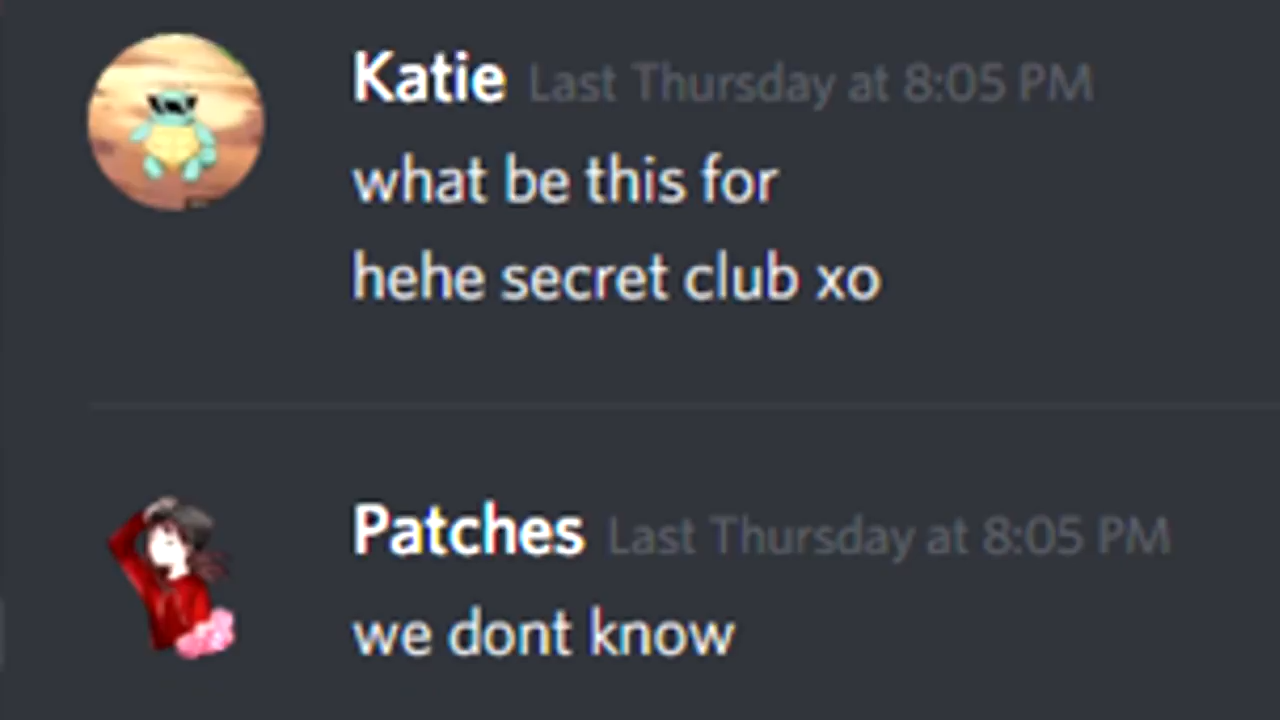 Katie Last Thursday at 8:05 PM
what be this for
hehe secret club xo
Patches Last Thursday at 8:05 PM
we dont know